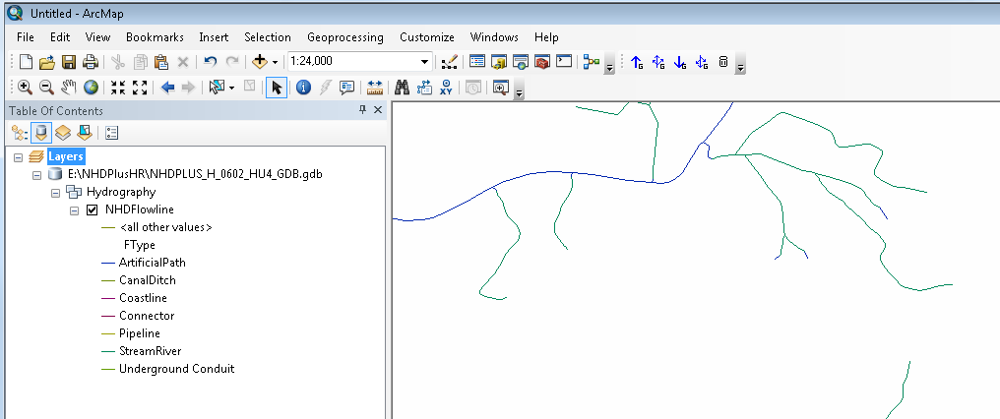 Untitled - ArcMap
File Edit View Bookmarks Insert Selection Geoprocessing Customize Windows Help
1:24,000
G G G G
XY
Table Of Contents
Layers
E:\NHDPlusHR\NHDPLUS_H_0602_HU4_GDB.gdb
Hydrography
NHDFlowline
<all other values>
FType
ArtificialPath
CanalDitch
Coastline
Connector
Pipeline
StreamRiver
Underground Conduit